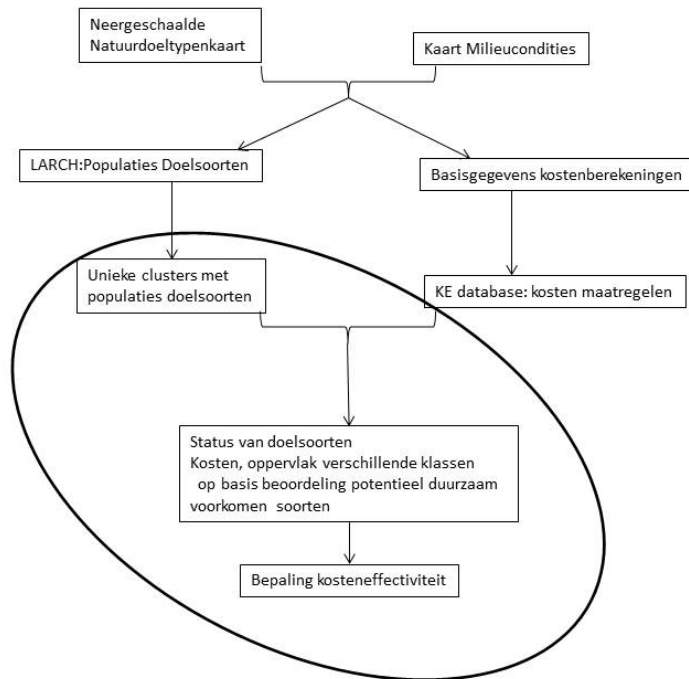 Neergeschaalde
Natuurdoeltypenkaart
Kaart Milieucondities
LARCH:Populaties Doelsoorten
Basisgegevens kostenberekeningen
Unieke clusters met
populaties doelsoorten
KE database: kosten maatregelen
Status van doelsoorten
Kosten, oppervlak verschillende klassen
op basis beoordeling potentieel duurzaam
voorkomen soorten
Bepaling kosteneffectiviteit